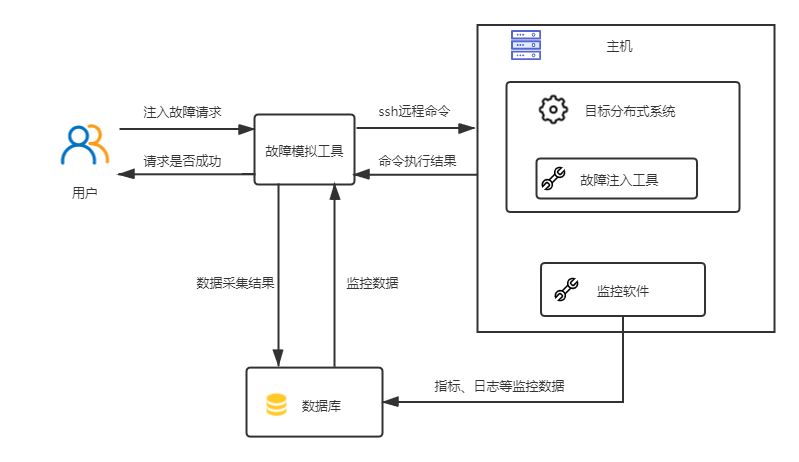 主机
注入故障请求
ssh远程命令
目标分布式系统
故障模拟工具
请求是否成功
命令执行结果
用户
故障注入工具
数据采集结果
监控数据
监控软件
指标、日志等监控数据
数据库